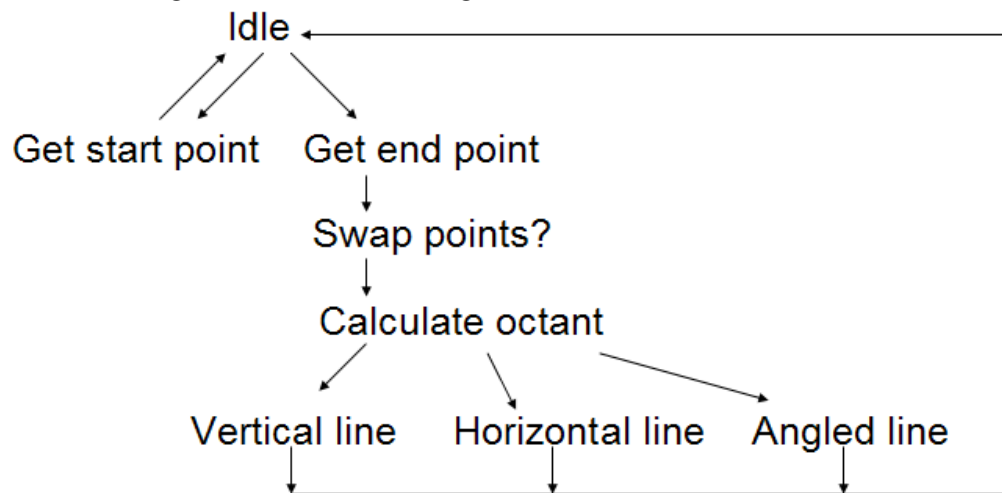 Idle
Get start point
Get end point
Swap points?
Calculate octant
Vertical line
Horizontal line
Angled line